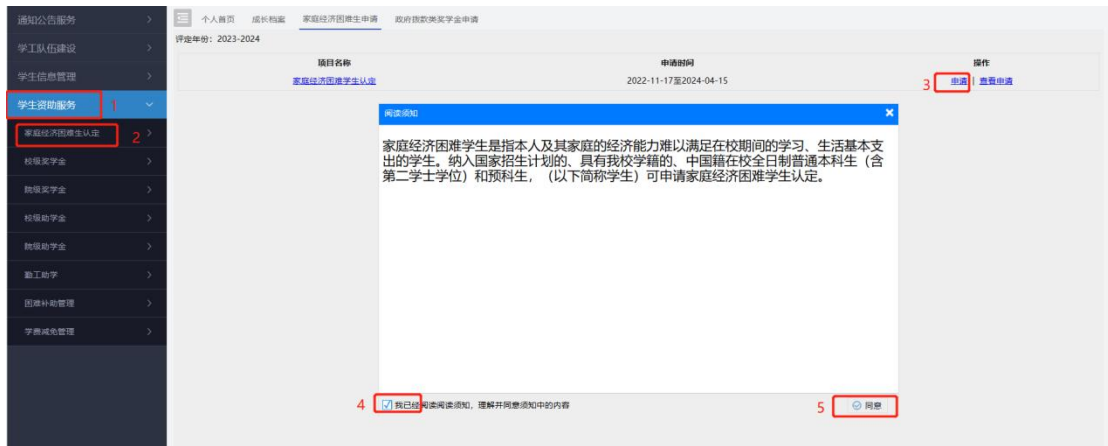 通知公告服务
学工队伍建设
学生信息管理
学生资助服务 1
家庭经济困难生认定 2
校级奖学金
院级奖学金
校级助学金
院级助学金
勤工助学
困难补助管理
学费减免管理
个人首页 成长档案 家庭经济困难生申请 政府拨款类奖学金申请
评定年份：2023-2024
项目名称 申请时间 操作
家庭经济困难学生认定 2022-11-17至2024-04-15 3 申请 | 查看申请
阅读须知
家庭经济困难学生是指本人及其家庭的经济能力难以满足在校期间的学习、生活基本支
出的学生。纳入国家招生计划的、具有我校学籍的、中国籍在校全日制普通本科生（含
第二学士学位）和预科生，（以下简称学生）可申请家庭经济困难学生认定。
4 我已经阅读阅读须知，理解并同意须知中的内容 5 同意